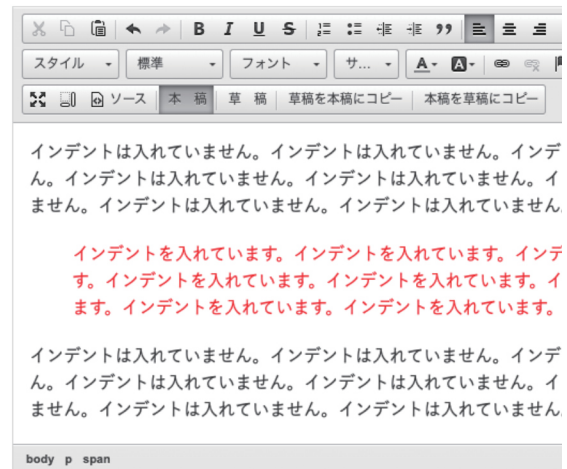 B I U S
スタイル 標準 フォント サ... A A
ソース 本 稿 草 稿 草稿を本稿にコピー 本稿を草稿にコピー
インデントは入れていません。インデントは入れていません。インデ
ん。インデントは入れていません。インデントは入れていません。イ
ません。インデントは入れていません。インデントは入れていません。
インデントを入れています。インデントを入れています。インデ
す。インデントを入れています。インデントを入れています。イ
ます。インデントを入れています。インデントを入れています。
インデントは入れていません。インデントは入れていません。インデ
ん。インデントは入れていません。インデントは入れていません。イ
ません。インデントは入れていません。インデントは入れていません。
body p span